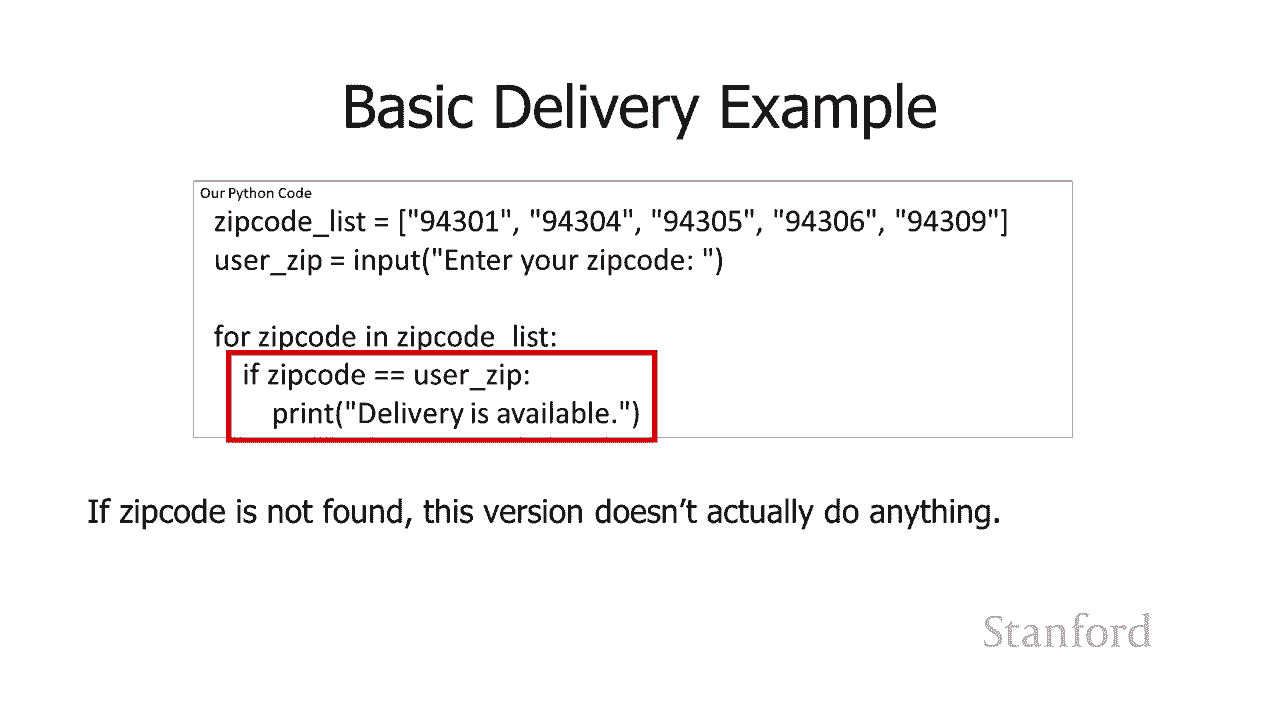 Basic Delivery Example
Our Python Code
zipcode_list = ["94301", "94304", "94305", "94306", "94309"]
user_zip = input("Enter your zipcode: ")
for zipcode in zipcode_list:
if zipcode == user_zip:
print("Delivery is available.")
If zipcode is not found, this version doesn’t actually do anything.
Stanford